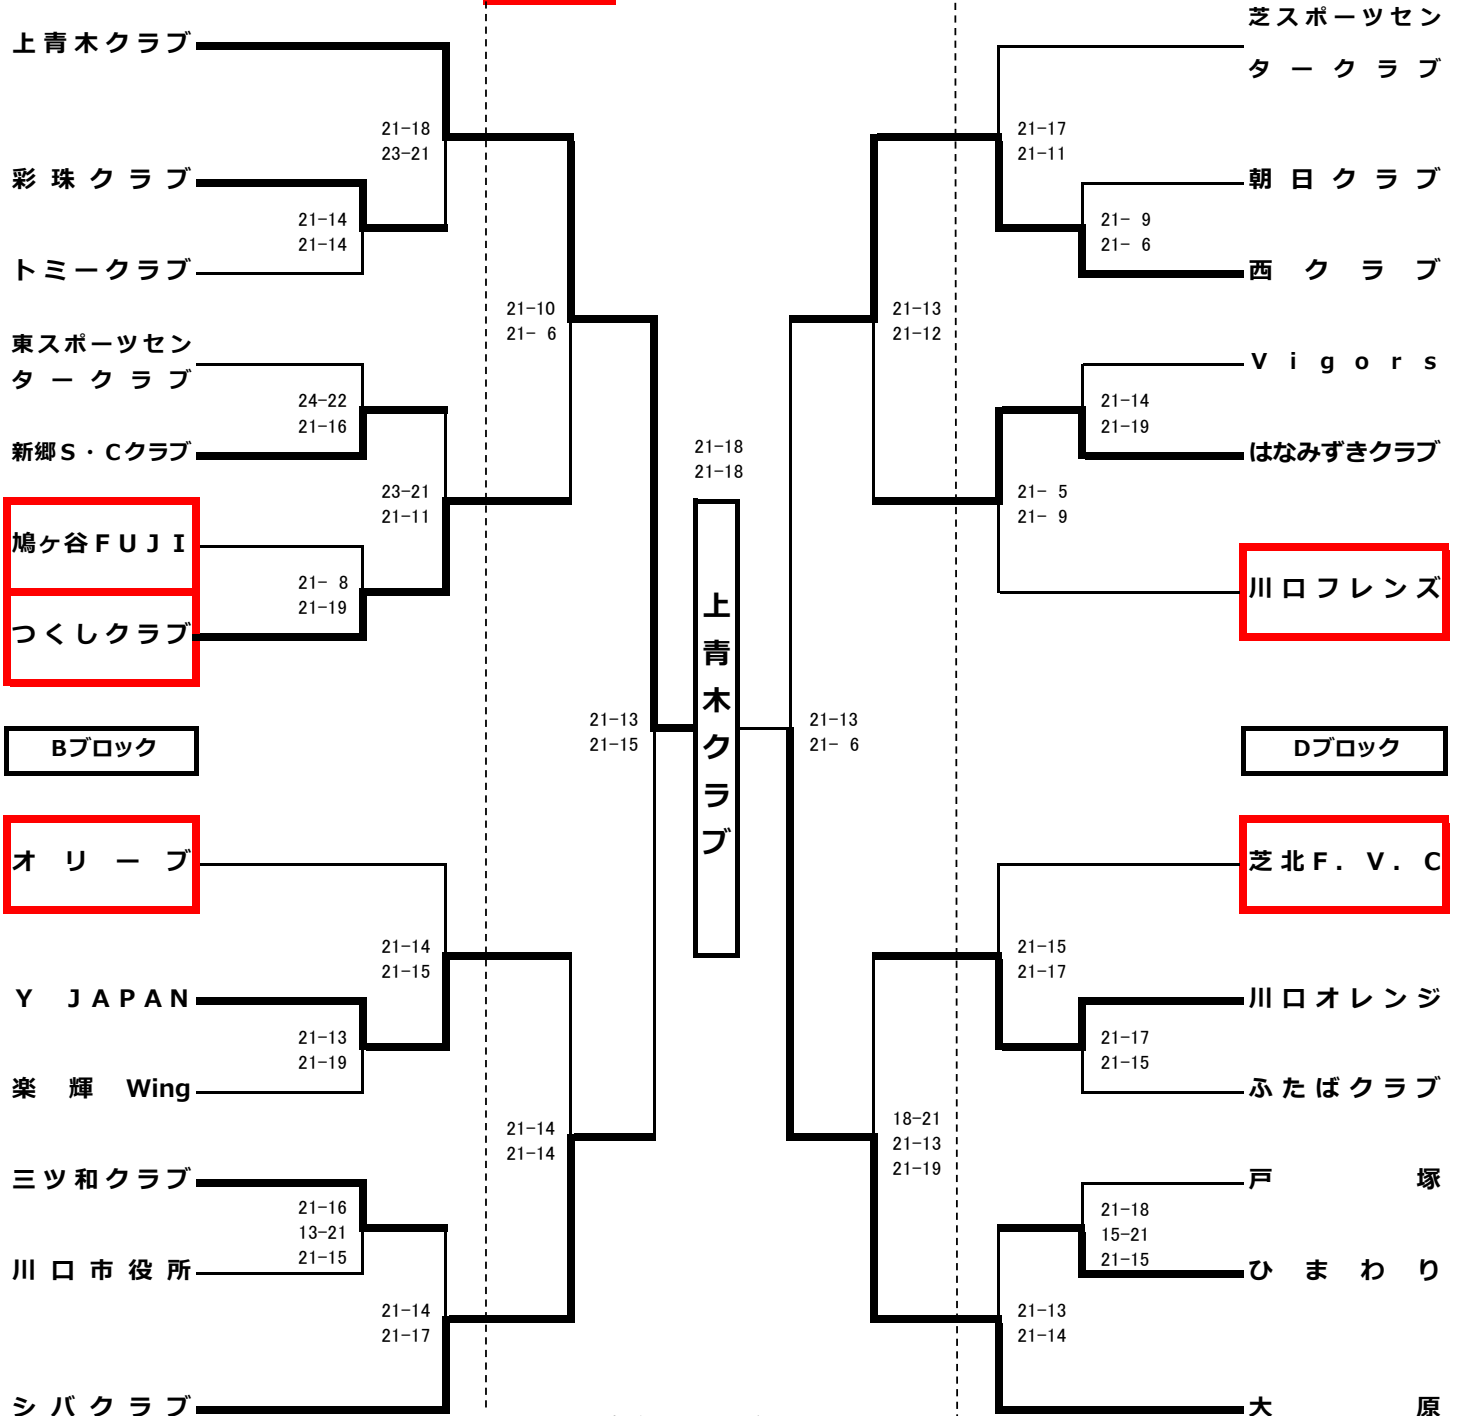 上青木クラブ
21-18
23-21
彩珠クラブ
21-14
21-14
トミークラブ
21-10
21- 6
東スポーツセン
タークラブ
24-22
21-16
新郷S・Cクラブ
23-21
21-11
鳩ヶ谷FUJI
21- 8
21-19
つくしクラブ
21-13
21-15
Bブロック
オリーブ
21-14
21-15
Y JAPAN
21-13
21-19
楽輝 Wing
21-14
21-14
三ツ和クラブ
21-16
13-21
21-15
川口市役所
21-14
21-17
シバクラブ
21-18
21-18
上青木クラブ
芝スポーツセン
タークラブ
21-17
21-11
朝日クラブ
21- 9
21- 6
西クラブ
21-13
21-12
Vigors
21-14
21-19
はなみずきクラブ
21- 5
21- 9
川口フレンズ
21-13
21- 6
Dブロック
芝北F.V.C
21-15
21-17
川口オレンジ
21-17
21-15
ふたばクラブ
18-21
21-13
21-19
戸塚
21-18
15-21
21-15
ひまわり
21-13
21-14
大原